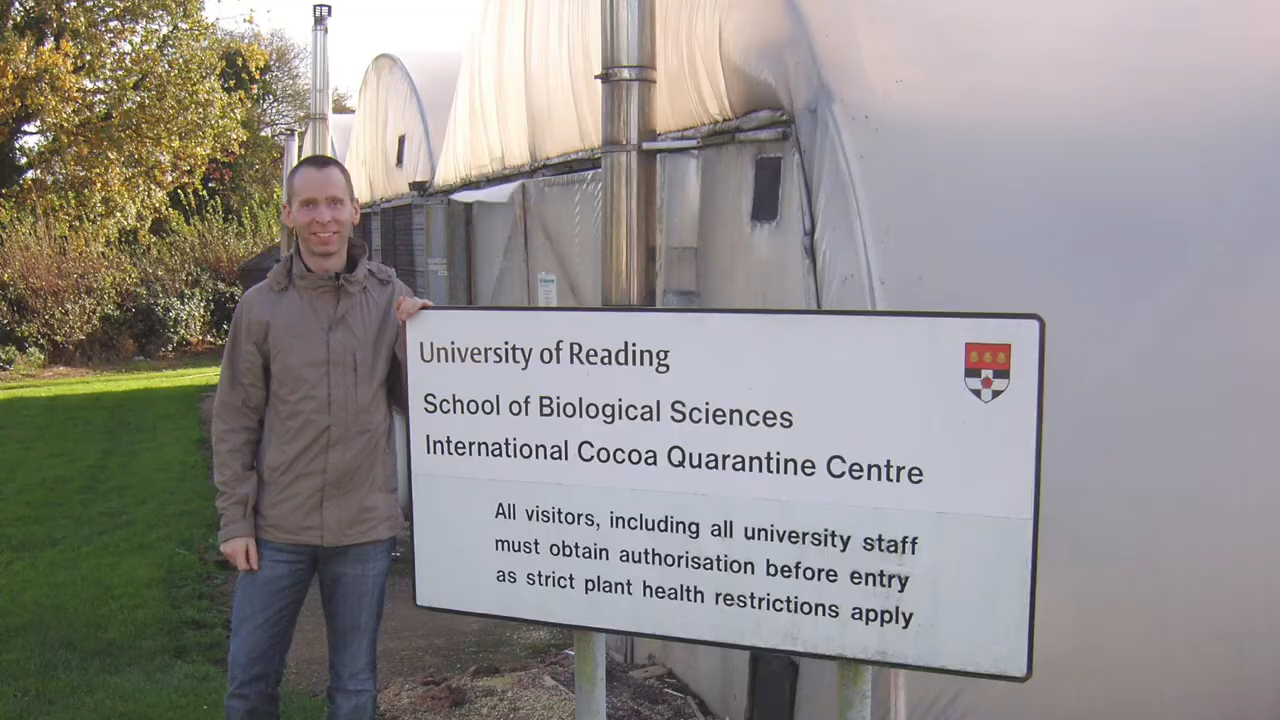 University of Reading
School of Biological Sciences
International Cocoa Quarantine Centre
All visitors, including all university staff
must obtain authorisation before entry
as strict plant health restrictions apply